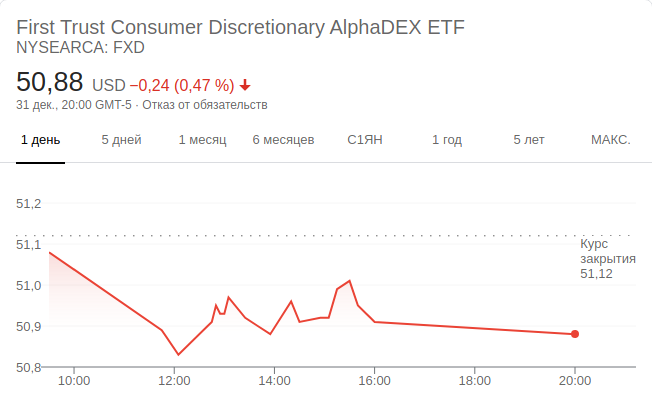 First Trust Consumer Discretionary AlphaDEX ETF
NYSEARCA: FXD
50,88 USD −0,24 (0,47 %)
31 дек., 20:00 GMT-5 · Отказ от обязательств
1 день 5 дней 1 месяц 6 месяцев С1ЯН 1 год 5 лет МАКС.
51,2
51,1
51,0
50,9
50,8
Курс
закрытия
51,12
10:00 12:00 14:00 16:00 18:00 20:00